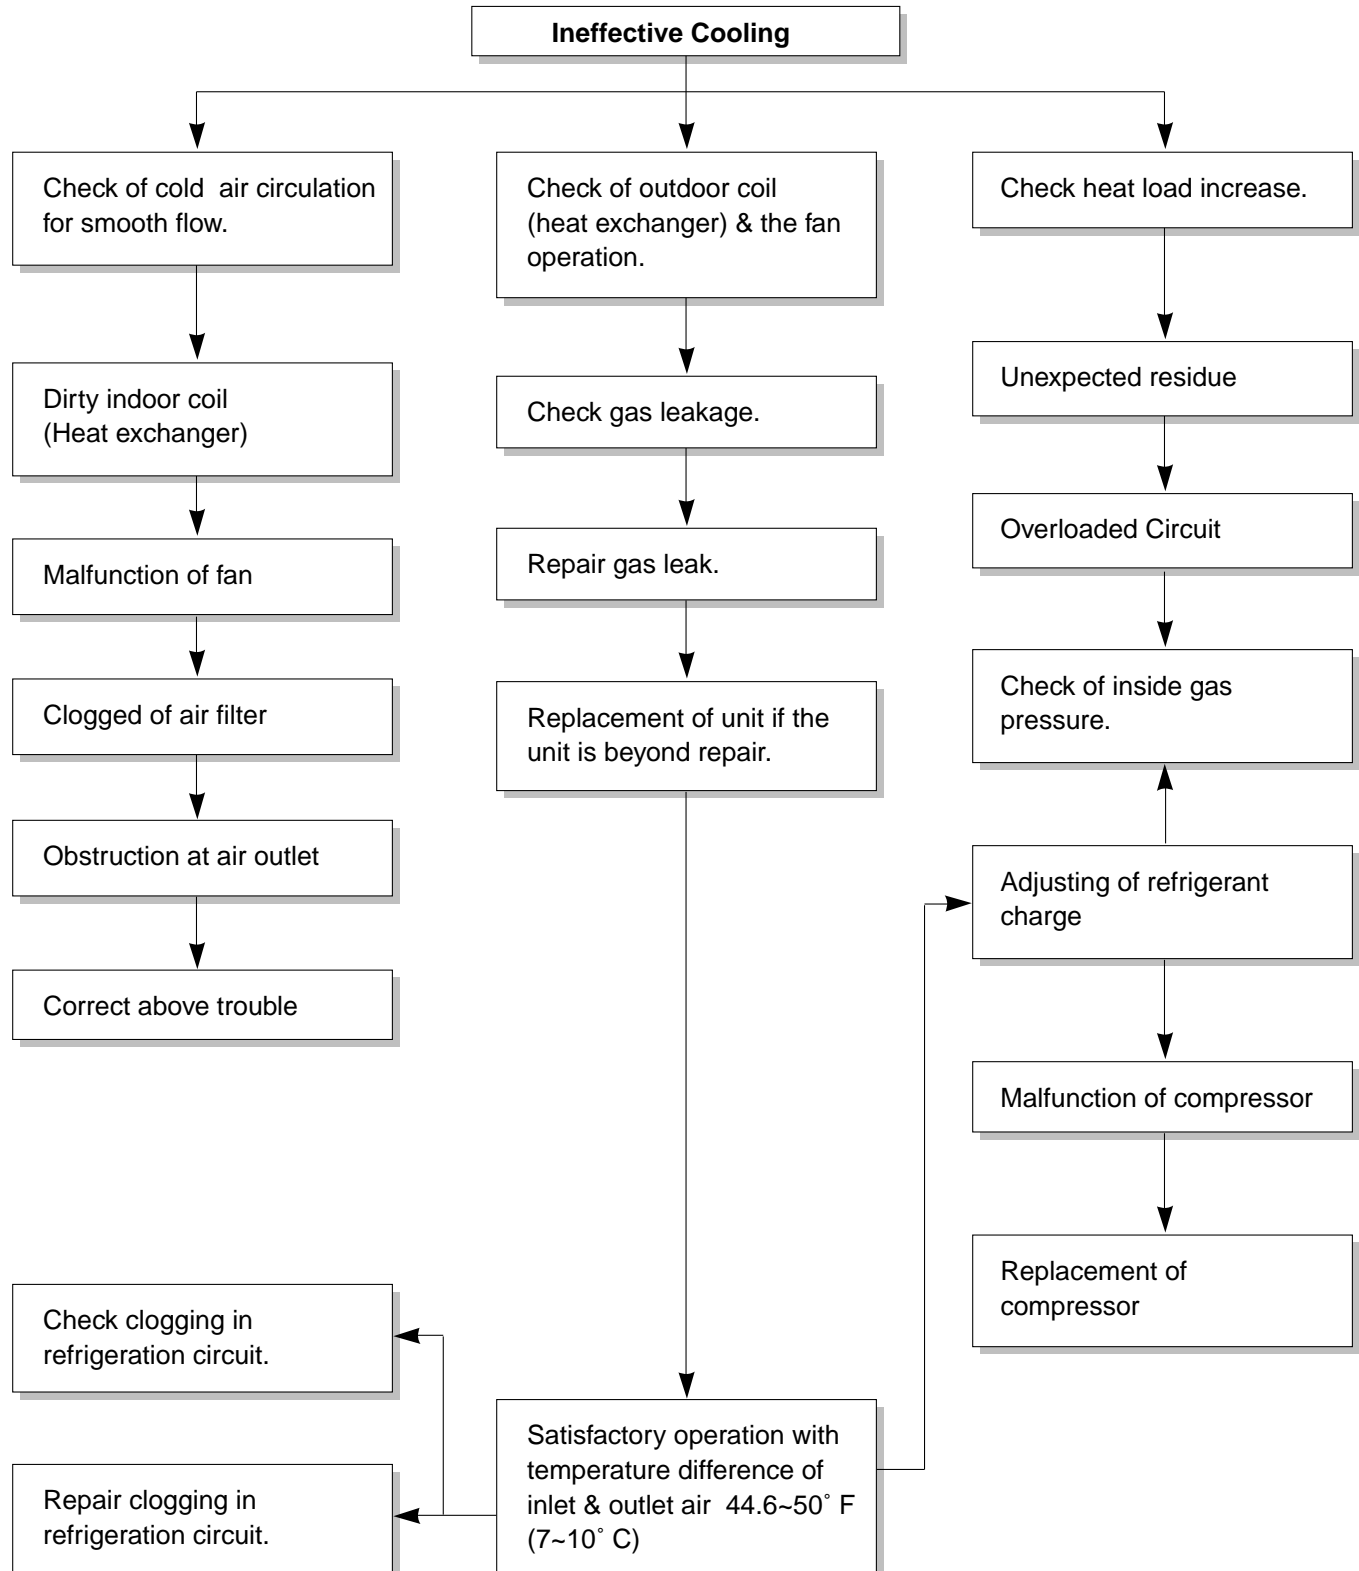 Ineffective Cooling
Check of cold air circulation
for smooth flow.
Dirty indoor coil
(Heat exchanger)
Malfunction of fan
Clogged of air filter
Obstruction at air outlet
Correct above trouble
Check of outdoor coil
(heat exchanger) & the fan
operation.
Check gas leakage.
Repair gas leak.
Replacement of unit if the
unit is beyond repair.
Check heat load increase.
Unexpected residue
Overloaded Circuit
Check of inside gas
pressure.
Adjusting of refrigerant
charge
Malfunction of compressor
Replacement of
compressor
Check clogging in
refrigeration circuit.
Repair clogging in
refrigeration circuit.
Satisfactory operation with
temperature difference of
inlet & outlet air 44.6~50˚ F
(7~10˚ C)